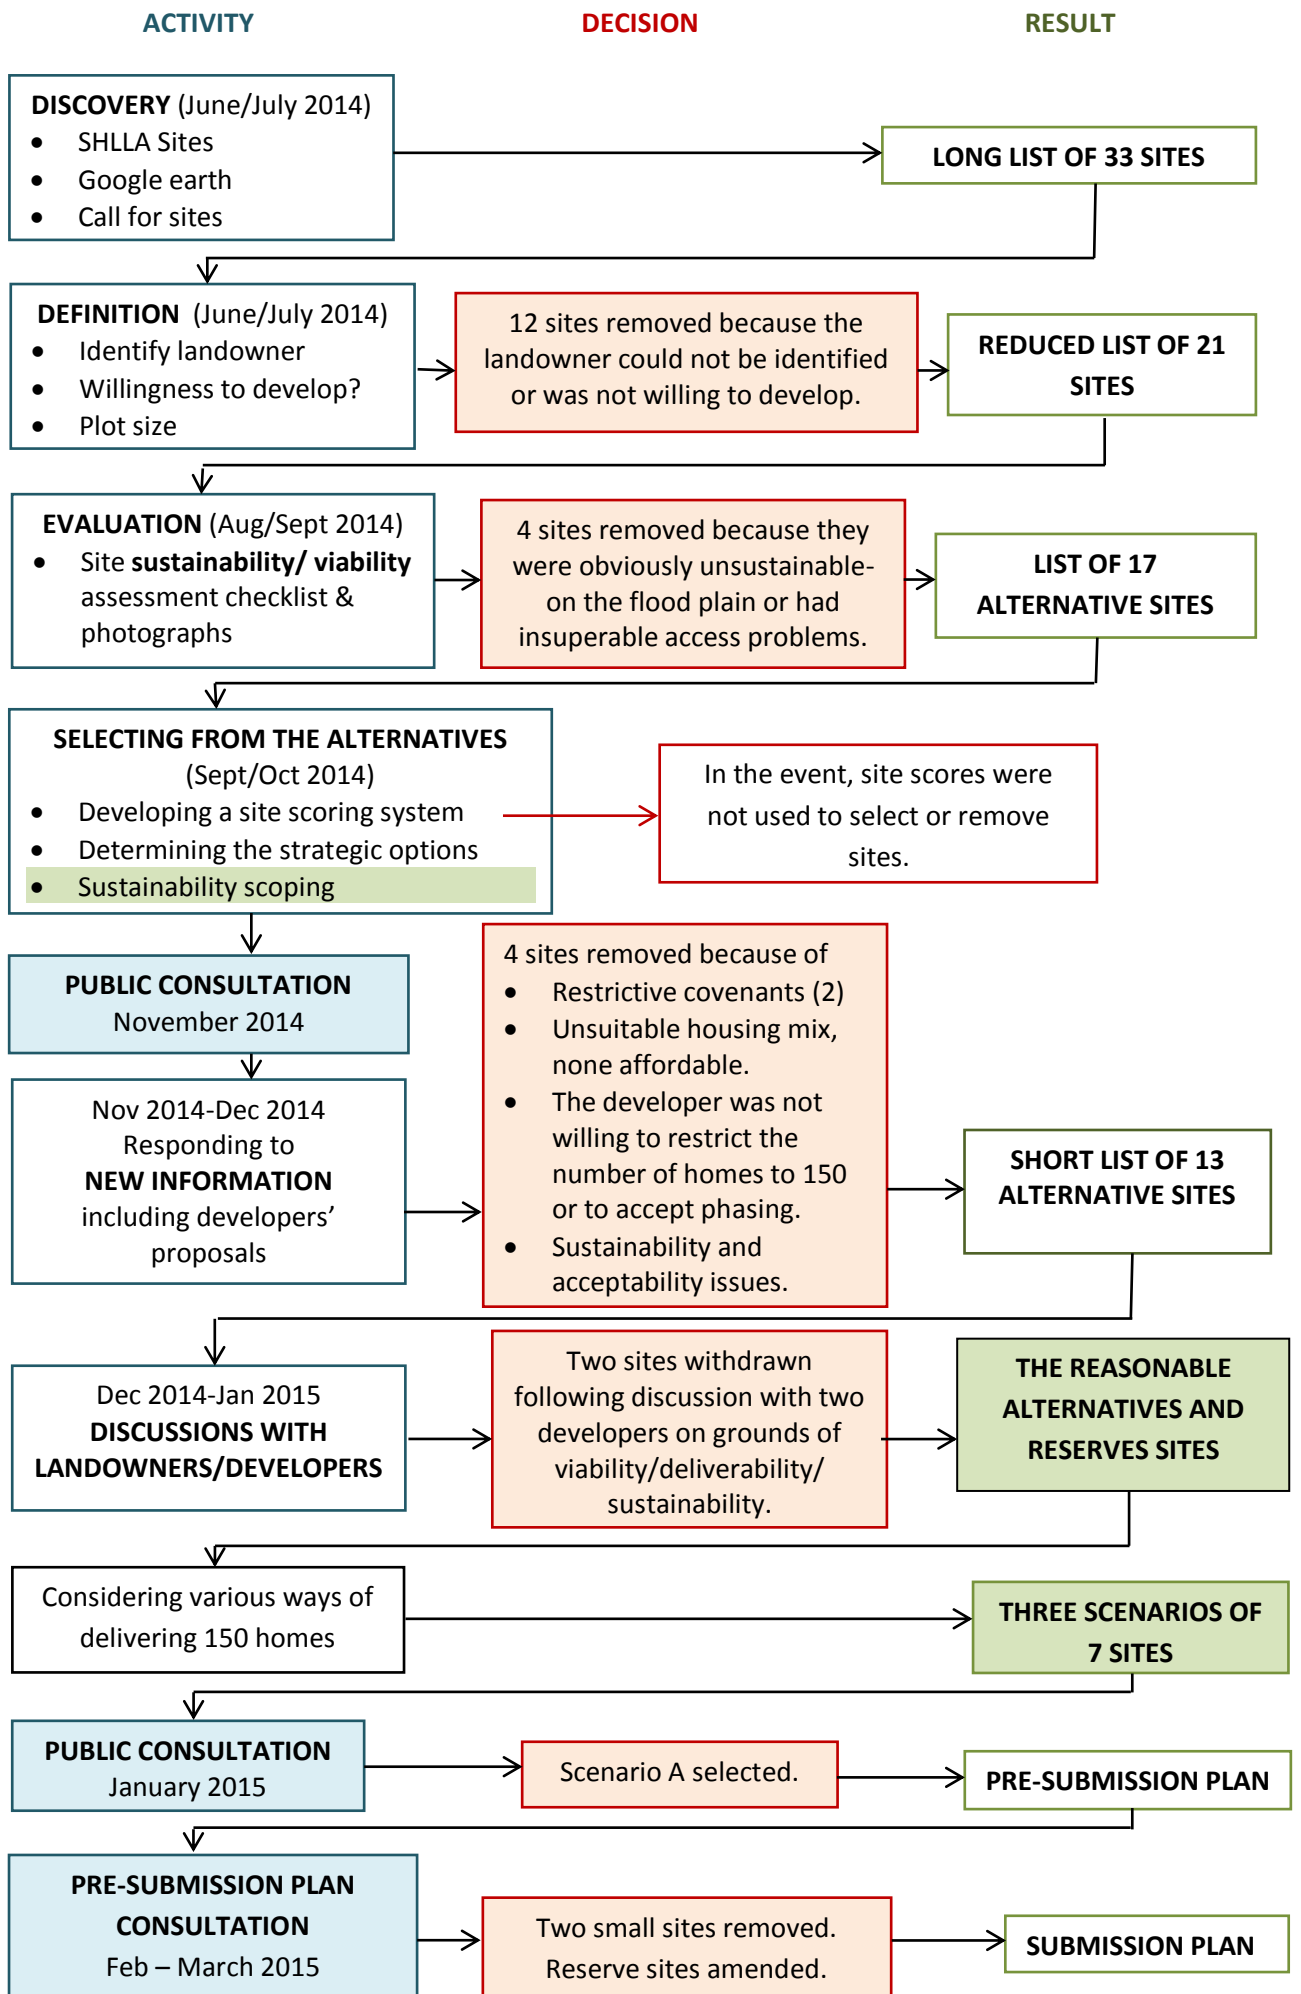 ACTIVITY
DECISION
RESULT
DISCOVERY (June/July 2014)
• SHLLA Sites
• Google earth
• Call for sites
LONG LIST OF 33 SITES
DEFINITION (June/July 2014)
• Identify landowner
• Willingness to develop?
• Plot size
12 sites removed because the
landowner could not be identified
or was not willing to develop.
REDUCED LIST OF 21
SITES
EVALUATION (Aug/Sept 2014)
• Site sustainability/ viability
assessment checklist &
photographs
4 sites removed because they
were obviously unsustainable-
on the flood plain or had
insuperable access problems.
LIST OF 17
ALTERNATIVE SITES
SELECTING FROM THE ALTERNATIVES
(Sept/Oct 2014)
• Developing a site scoring system
• Determining the strategic options
• Sustainability scoping
In the event, site scores were
not used to select or remove
sites.
PUBLIC CONSULTATION
November 2014
Nov 2014-Dec 2014
Responding to
NEW INFORMATION
including developers’
proposals
4 sites removed because of
• Restrictive covenants (2)
• Unsuitable housing mix,
none affordable.
• The developer was not
willing to restrict the
number of homes to 150
or to accept phasing.
• Sustainability and
acceptability issues.
SHORT LIST OF 13
ALTERNATIVE SITES
Dec 2014-Jan 2015
DISCUSSIONS WITH
LANDOWNERS/DEVELOPERS
Two sites withdrawn
following discussion with two
developers on grounds of
viability/deliverability/
sustainability.
THE REASONABLE
ALTERNATIVES AND
RESERVES SITES
Considering various ways of
delivering 150 homes
THREE SCENARIOS OF
7 SITES
PUBLIC CONSULTATION
January 2015
Scenario A selected.
PRE-SUBMISSION PLAN
PRE-SUBMISSION PLAN
CONSULTATION
Feb – March 2015
Two small sites removed.
Reserve sites amended.
SUBMISSION PLAN